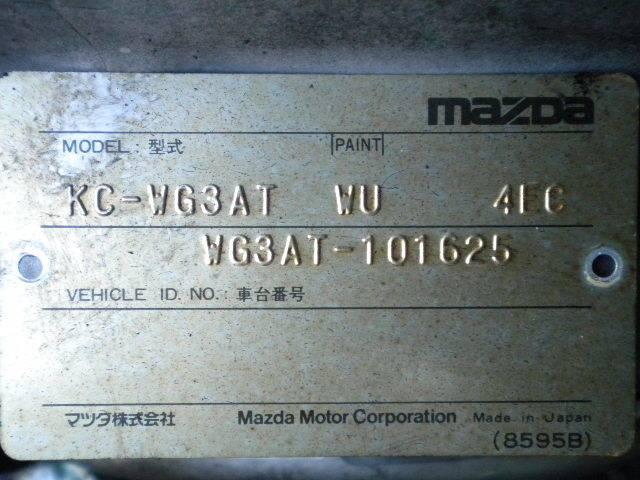 mazda
MODEL: 型式 PAINT
KC-WG3AT WU 4EC
WG3AT-101625
VEHICLE ID. NO.: 車台番号
マツダ株式会社 Mazda Motor Corporation Made in Japan
(8595B)